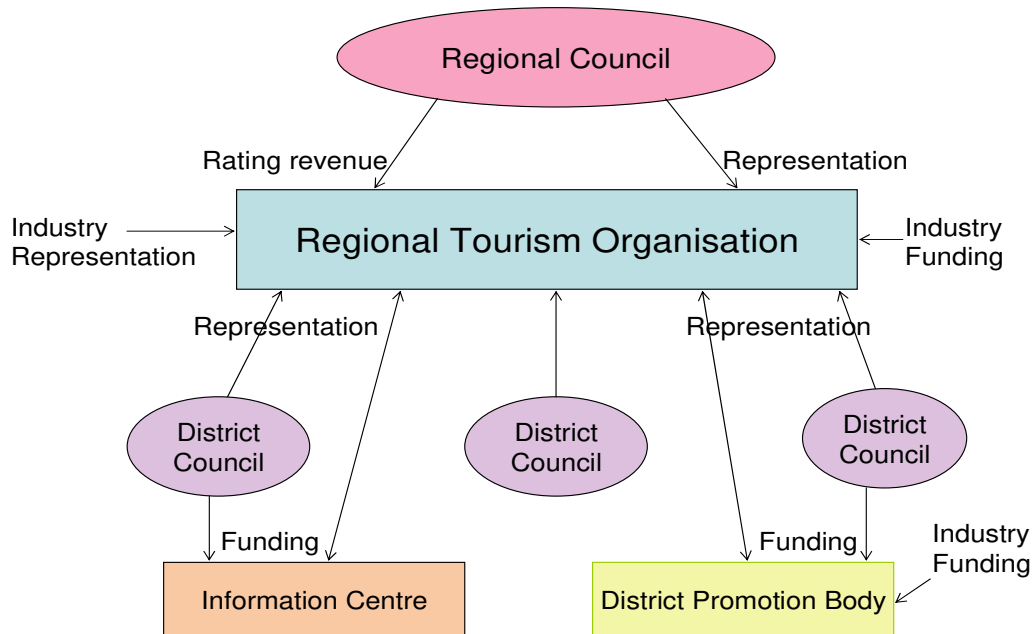 Regional Council
Rating revenue
Representation
Industry
Representation
Regional Tourism Organisation
Industry
Funding
Representation
Representation
District
Council
District
Council
District
Council
Funding
Funding
Industry
Funding
Information Centre
District Promotion Body